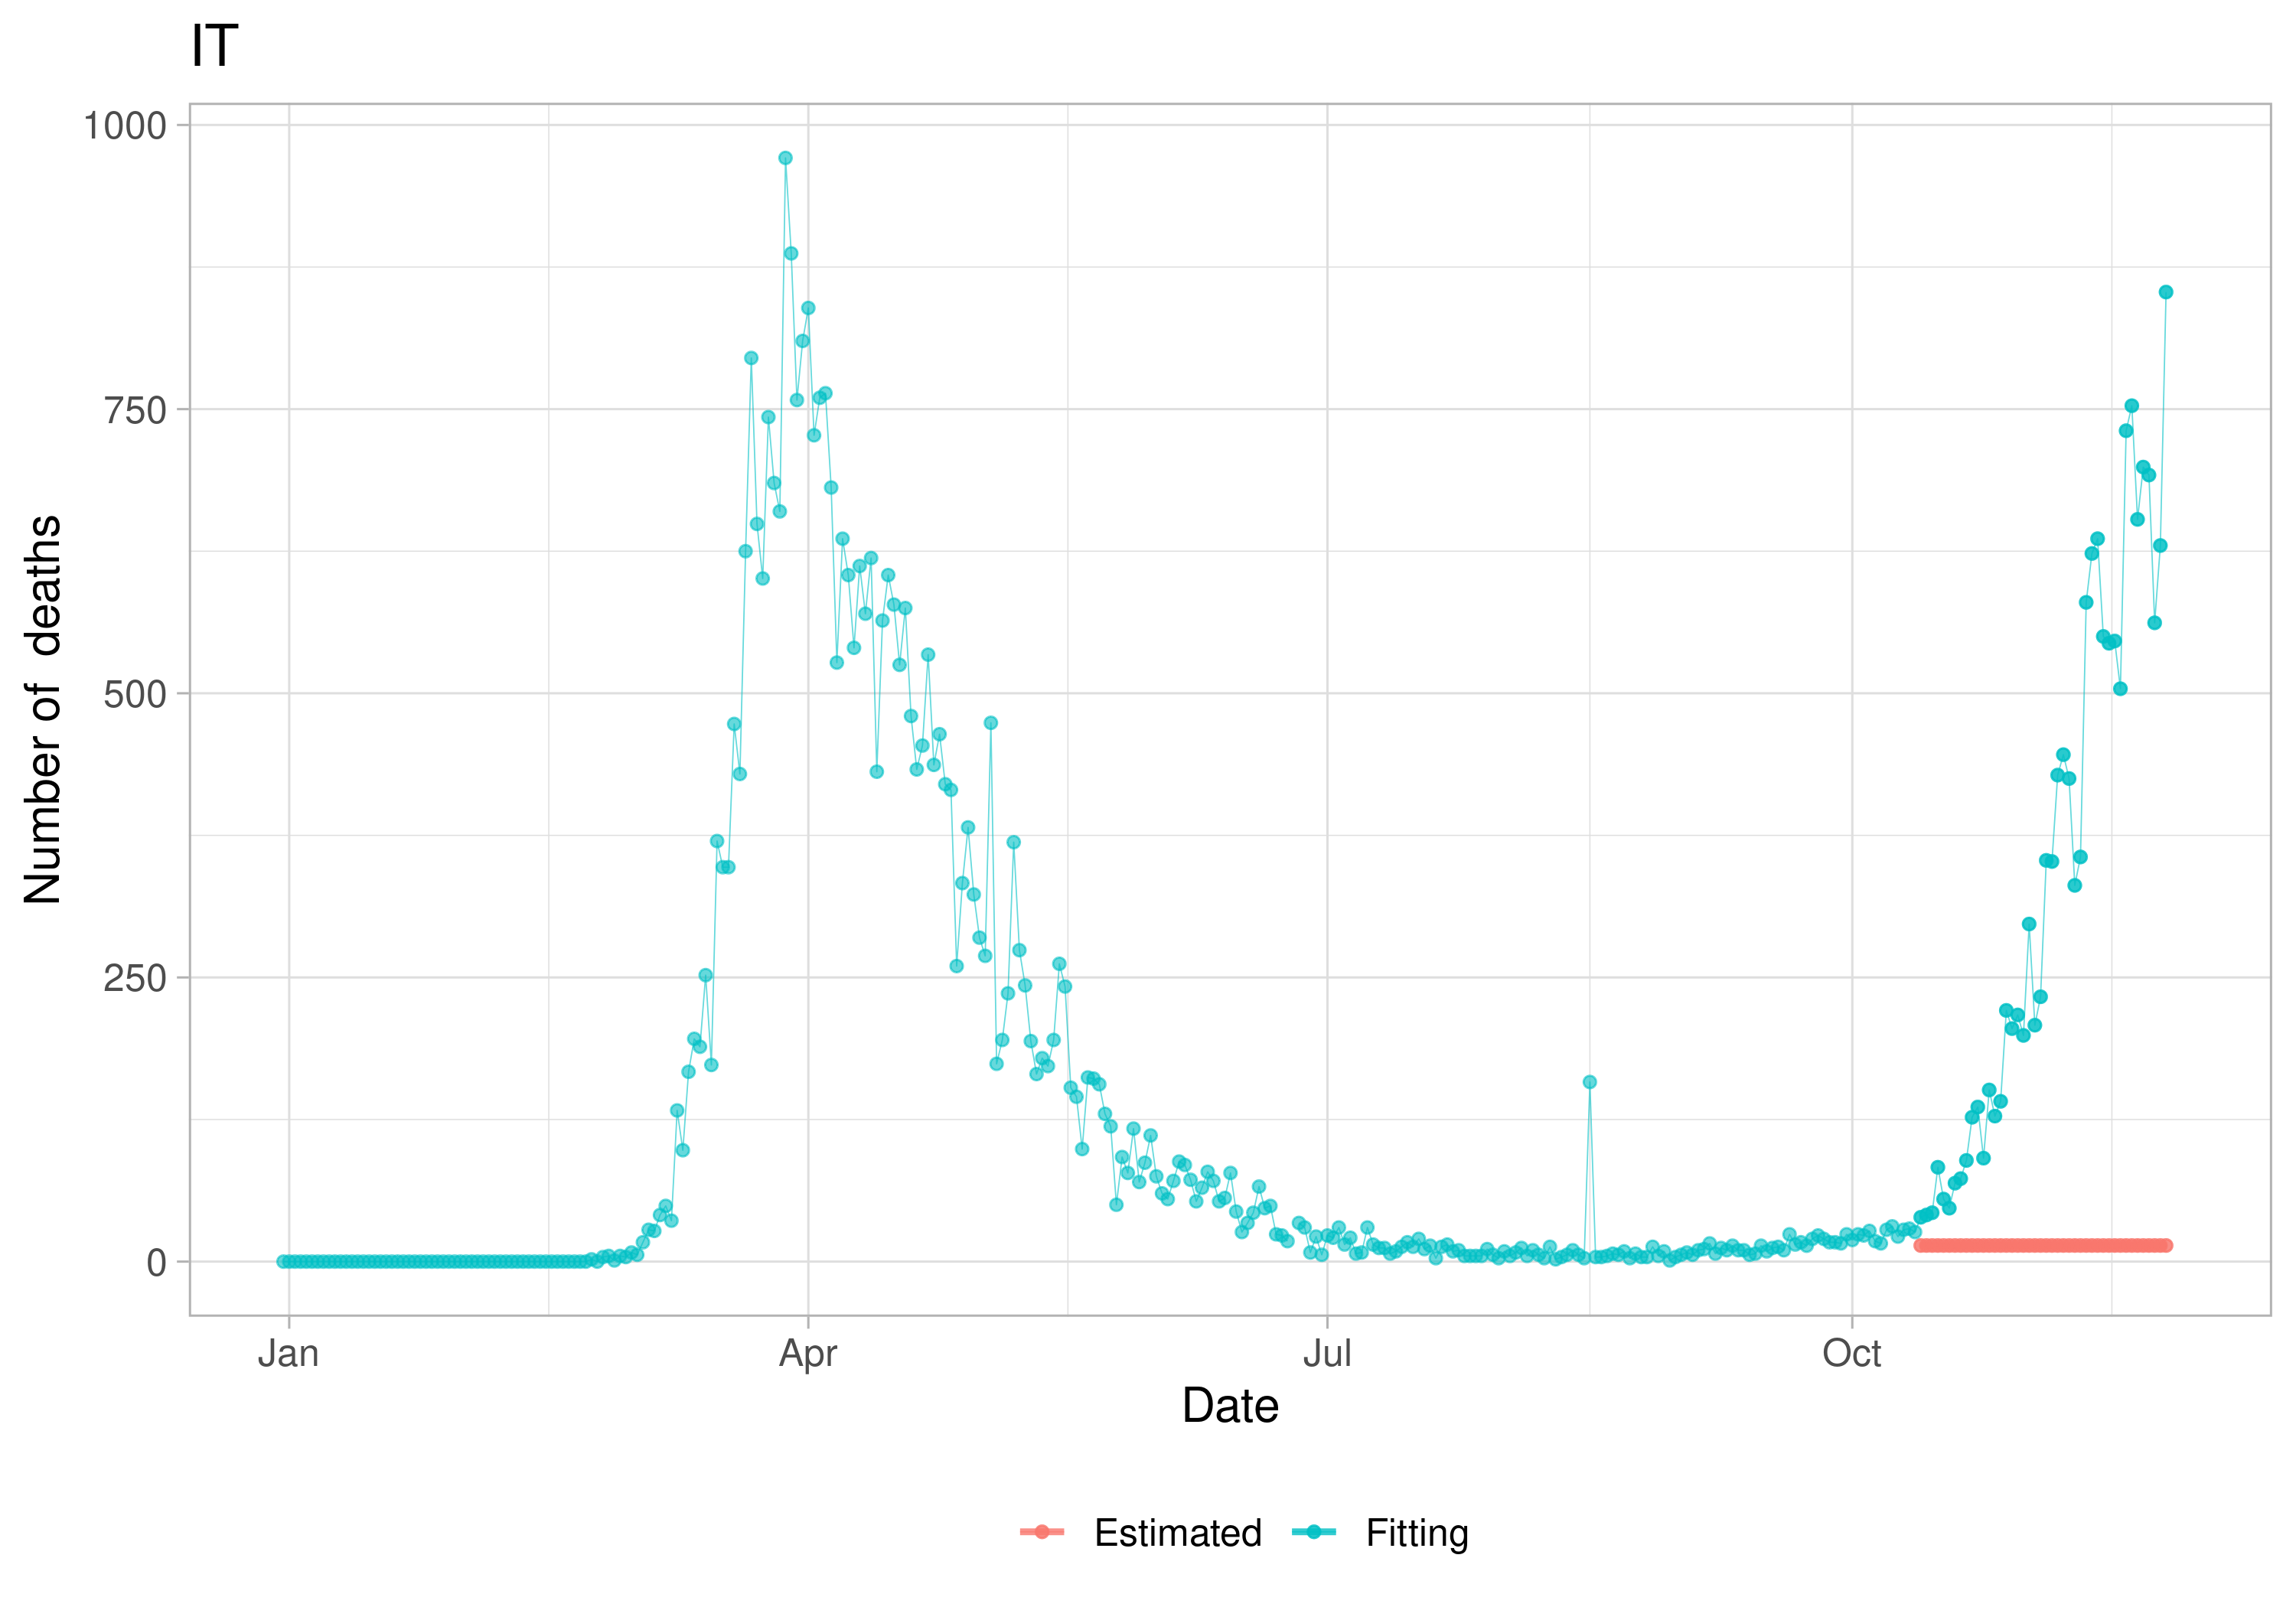 IT
1000
750
500
250
0
Number of deaths
Jan Apr Jul Oct
Date
Estimated Fitting